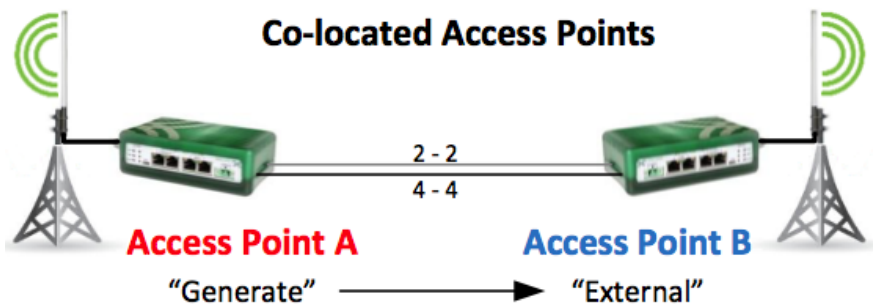 Co-located Access Points
2 - 2
4 - 4
Access Point A
Access Point B
“Generate”
“External”